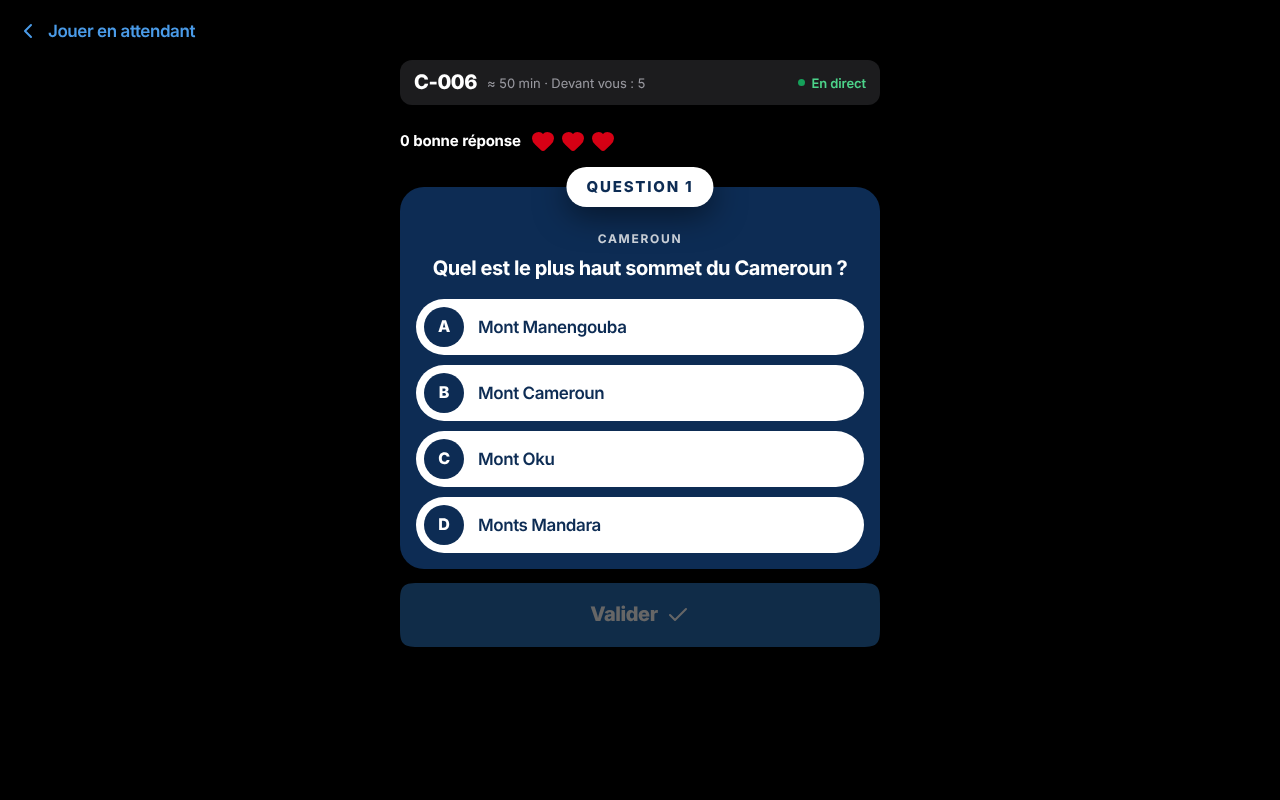 Jouer en attendant
C-006 ≈ 50 min · Devant vous : 5 En direct
0 bonne réponse
QUESTION 1
CAMEROUN
Quel est le plus haut sommet du Cameroun ?
A Mont Manengouba
B Mont Cameroun
C Mont Oku
D Monts Mandara
Valider